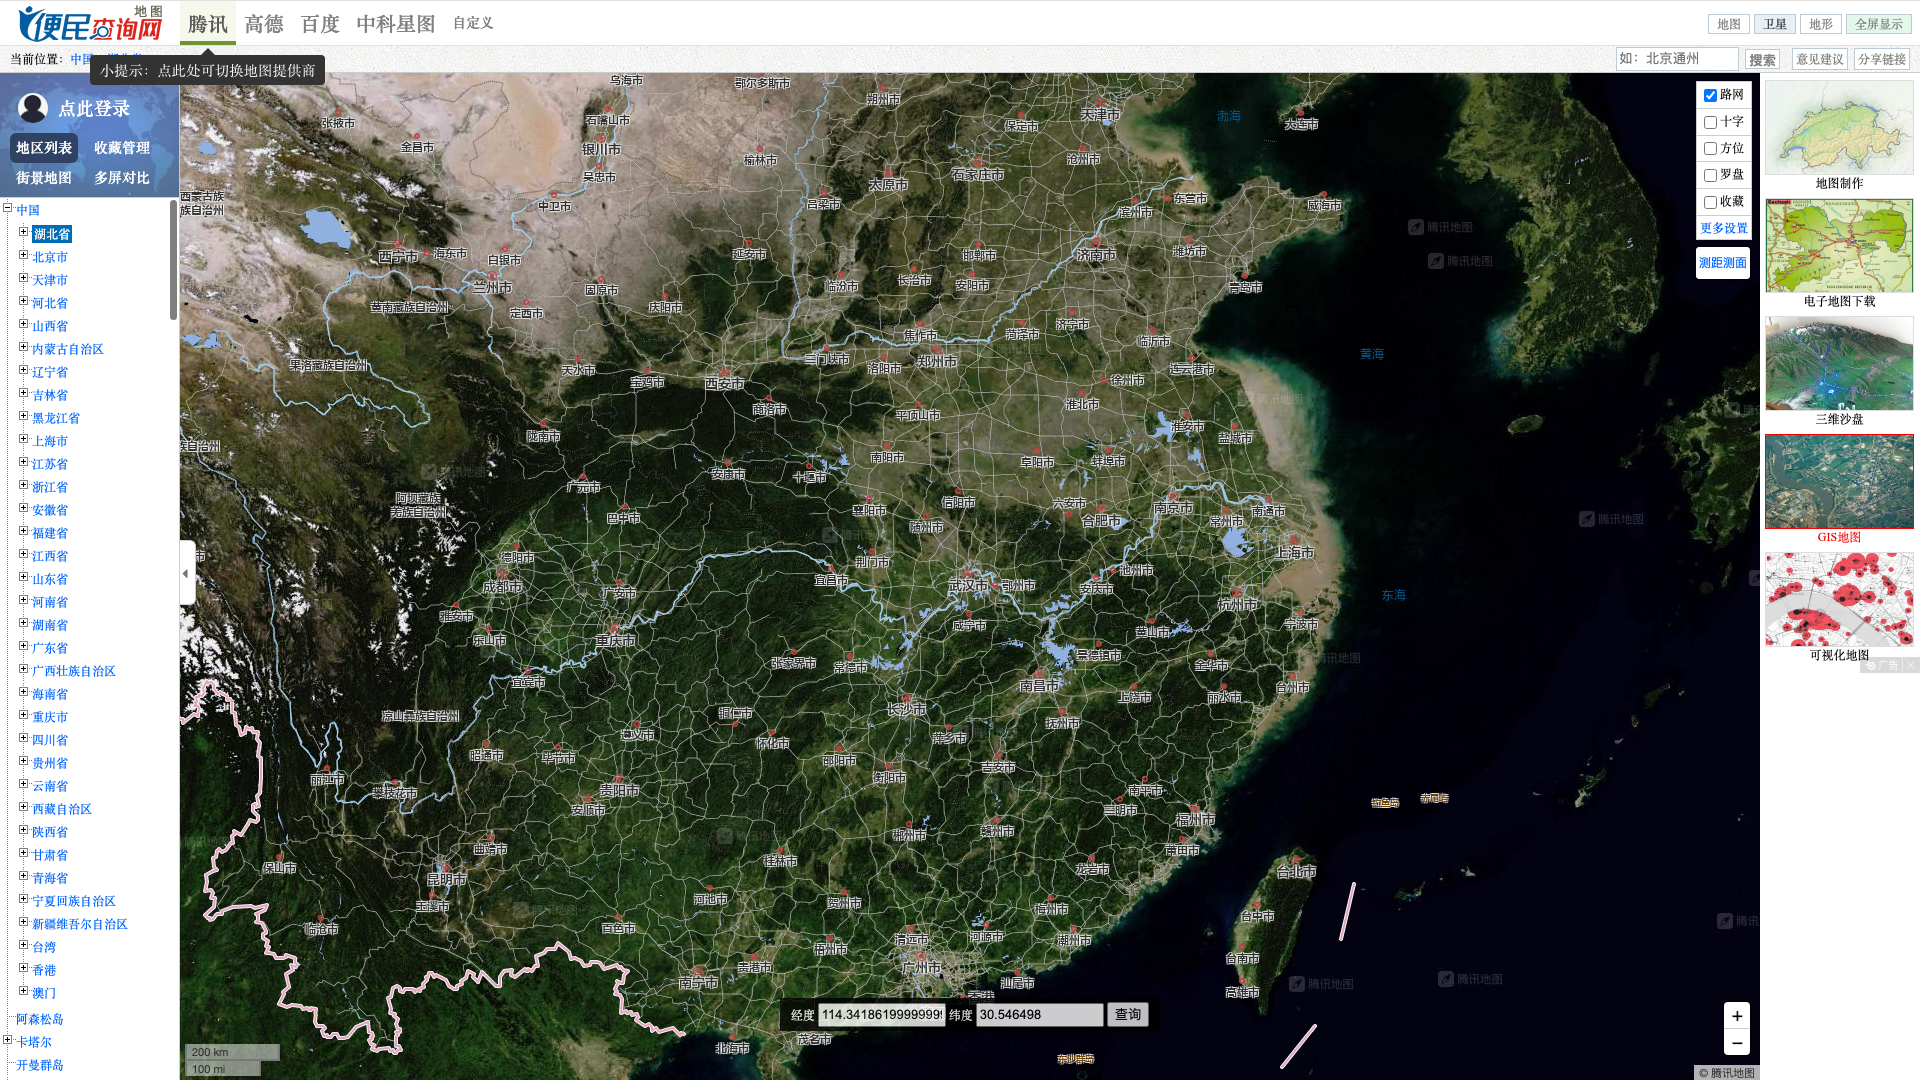 便民查询网
地图
腾讯
高德
百度
中科星图
自定义
地图
卫星
地形
全屏显示
当前位置：
小提示：点此处可切换地图提供商
如：北京通州
搜索
意见建议
分享链接
点此登录
地区列表
收藏管理
街景地图
多屏对比
中国
湖北省
北京市
天津市
河北省
山西省
内蒙古自治区
辽宁省
吉林省
黑龙江省
上海市
江苏省
浙江省
安徽省
福建省
江西省
山东省
河南省
湖南省
广东省
广西壮族自治区
海南省
重庆市
四川省
贵州省
云南省
西藏自治区
陕西省
甘肃省
青海省
宁夏回族自治区
新疆维吾尔自治区
台湾
香港
澳门
阿森松岛
卡塔尔
开曼群岛
乌海市
鄂尔多斯市
朔州市
天津市
渤海
大连市
张掖市
石嘴山市
保定市
金昌市
银川市
榆林市
沧州市
太原市
石家庄市
吴忠市
中卫市
吕梁市
滨州市
东营市
威海市
西宁市
海东市
白银市
延安市
邯郸市
济南市
潍坊市
兰州市
固原市
临汾市
长治市
安阳市
青岛市
黄南藏族自治州
定西市
庆阳市
焦作市
菏泽市
济宁市
临沂市
黄海
果洛藏族自治州
天水市
宝鸡市
西安市
三门峡市
洛阳市
郑州市
徐州市
连云港市
商洛市
平顶山市
淮北市
陇南市
淮安市
盐城市
南阳市
阜阳市
蚌埠市
安康市
十堰市
广元市
阿坝藏族
羌族自治州
巴中市
襄阳市
信阳市
随州市
六安市
合肥市
南京市
常州市
南通市
上海市
德阳市
成都市
广安市
荆门市
宜昌市
武汉市
鄂州市
池州市
安庆市
杭州市
东海
雅安市
乐山市
重庆市
咸宁市
黄山市
宁波市
宜宾市
张家界市
常德市
景德镇市
金华市
南昌市
上饶市
丽水市
台州市
凉山彝族自治州
铜仁市
长沙市
抚州市
昭通市
毕节市
遵义市
怀化市
萍乡市
邵阳市
衡阳市
吉安市
丽江市
攀枝花市
贵阳市
安顺市
南平市
三明市
福州市
钓鱼岛
赤尾屿
曲靖市
郴州市
赣州市
莆田市
保山市
昆明市
桂林市
龙岩市
台北市
玉溪市
河池市
贺州市
梅州市
台中市
临沧市
百色市
梧州市
清远市
河源市
潮州市
南宁市
贵港市
广州市
汕尾市
台南市
高雄市
香港
北海市
茂名市
东沙群岛
经度 114.3418619999999
纬度 30.546498
查询
200 km
100 mi
路网
十字
方位
罗盘
收藏
更多设置
测距测面
腾讯地图
腾讯地图
腾讯地图
腾讯地图
腾讯地图
地图制作
电子地图下载
三维沙盘
GIS地图
可视化地图
广告
+
−
© 腾讯地图